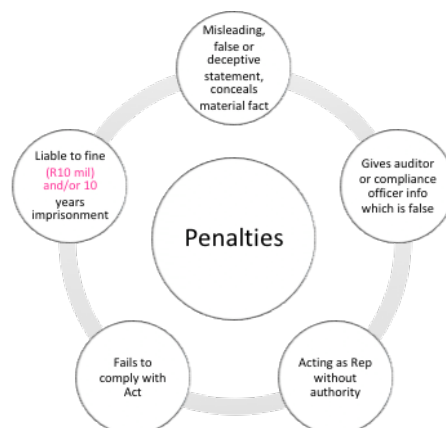 Misleading,
false or
deceptive
statement,
conceals
material fact
Gives auditor
or compliance
officer info
which is false
Acting as Rep
without
authority
Fails to
comply with
Act
Liable to fine
(R10 mil)
and/or 10
years
imprisonment
Penalties